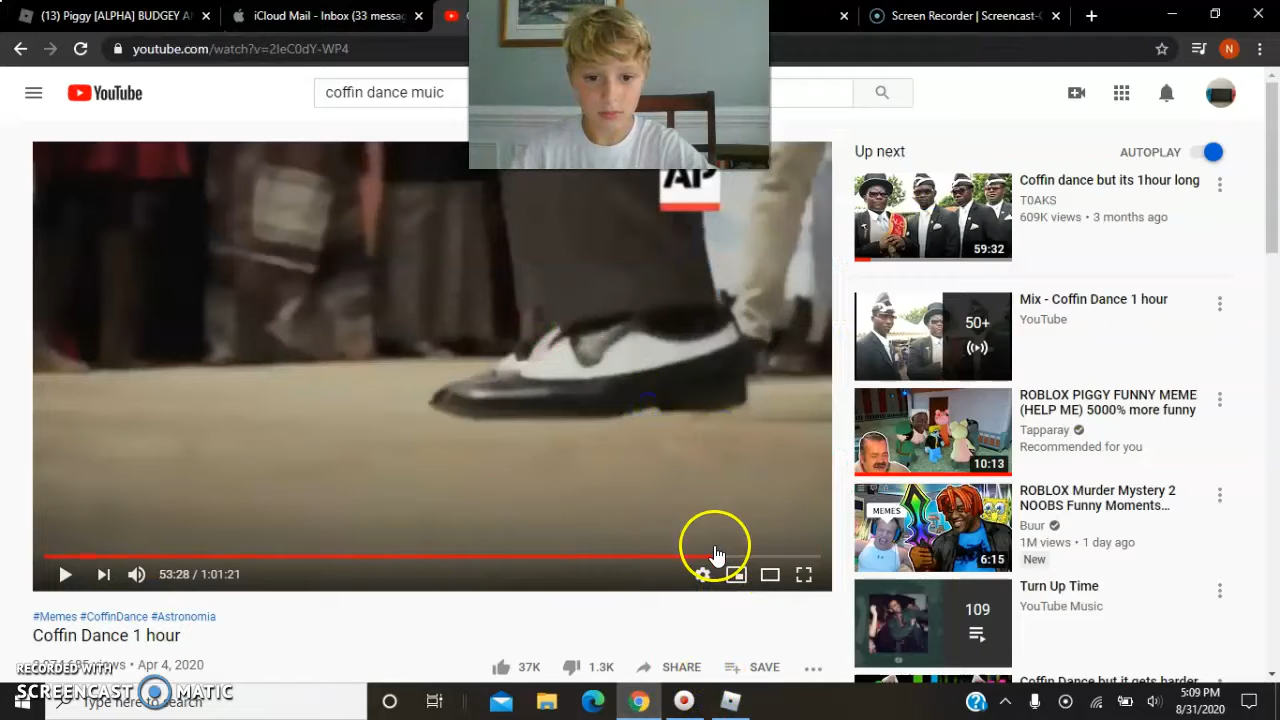 (13) Piggy [ALPHA] BUDGEY AN
iCloud Mail - Inbox (33 messag
Screen Recorder | Screencast-O
youtube.com/watch?v=2IeC0dY-WP4
N
YouTube
coffin dance muic
AP
Up next
AUTOPLAY
Coffin dance but its 1hour long
T0AKS
609K views • 3 months ago
59:32
Mix - Coffin Dance 1 hour
YouTube
50+
ROBLOX PIGGY FUNNY MEME
(HELP ME) 5000% more funny
Tapparay
Recommended for you
10:13
ROBLOX Murder Mystery 2
NOOBS Funny Moments...
MEMES
Buur
1M views • 1 day ago
New
6:15
Turn Up Time
YouTube Music
109
Coffin Dance but it gets harder
53:28 / 1:01:21
#Memes #CoffinDance #Astronomia
Coffin Dance 1 hour
views • Apr 4, 2020
37K
1.3K
SHARE
SAVE
RECORDED WITH
SCREENCAST MATIC
Type here to search
5:09 PM
8/31/2020